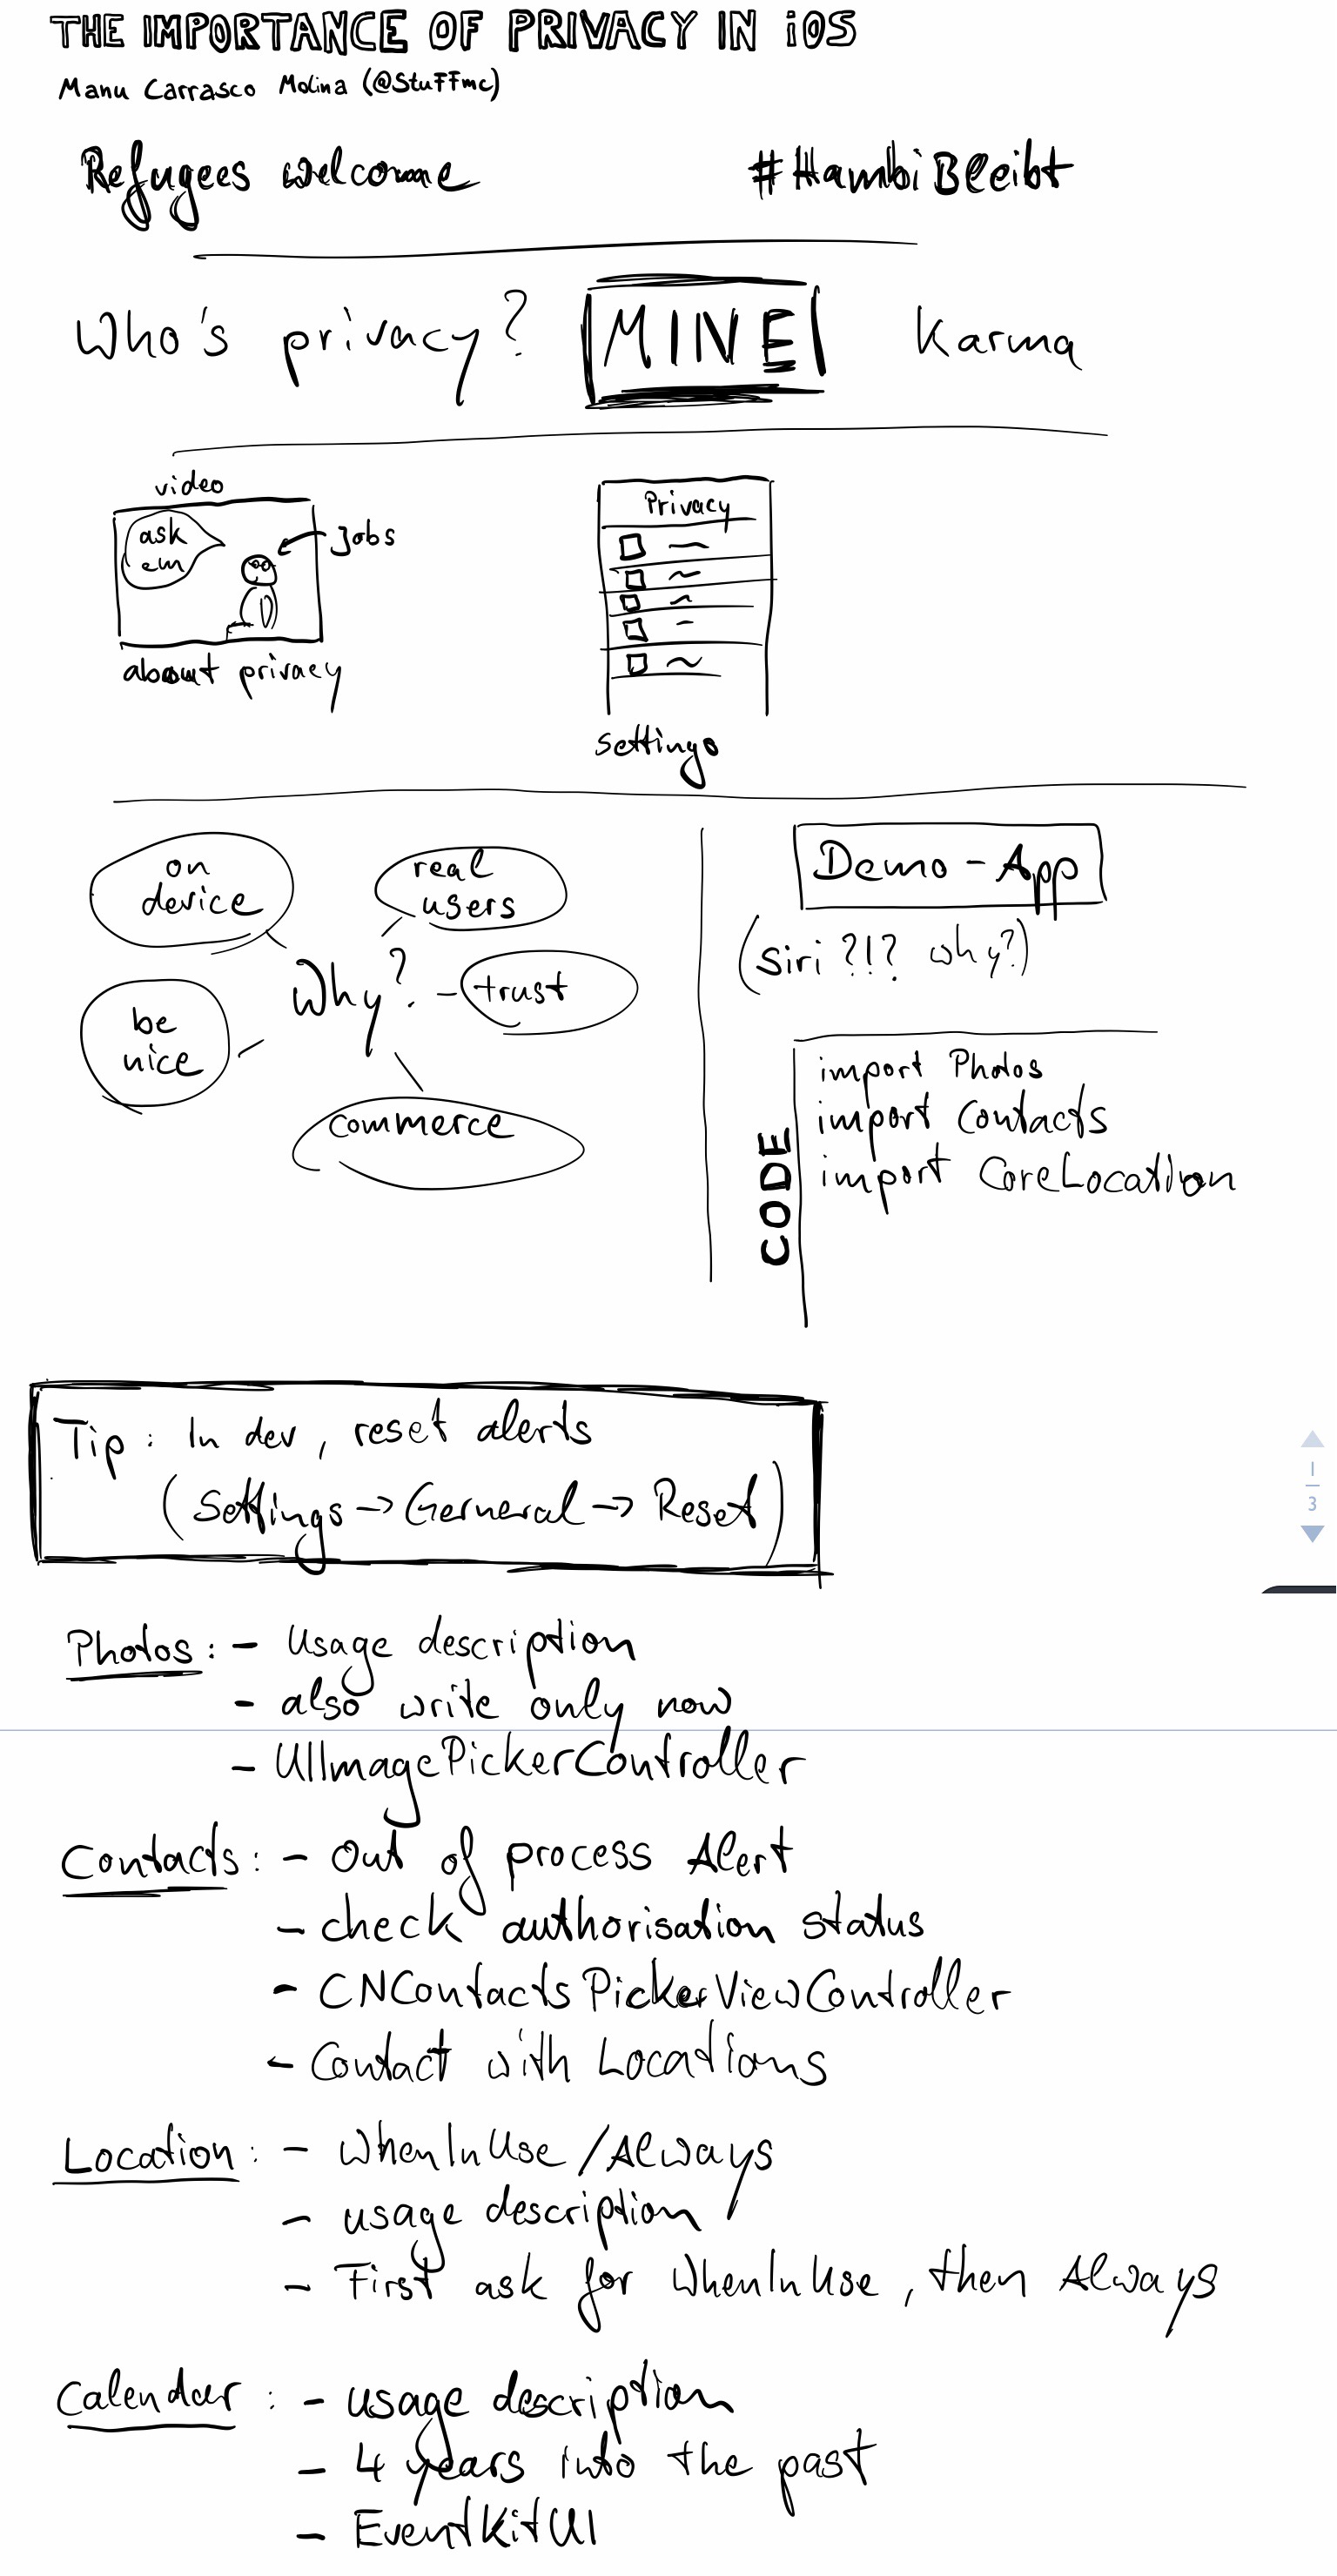 THE IMPORTANCE OF PRIVACY IN iOS
Manu Carrasco Molina (@StuFFmc)
Refugees welcome
#HambiBleibt
Who's privacy? MINE Karma
video
ask
em
Jobs
about privacy
Privacy
settings
on
device
real
users
Why?
trust
be
nice
commerce
Demo-App
(Siri ?!? why?)
CODE
import Photos
import Contacts
import CoreLocation
Tip: In dev, reset alerts
(Settings → Gerneral → Reset)
1
3
Photos: - Usage description
- also write only now
- UIImagePickerController
Contacts: - Out of process Alert
- check authorisation status
- CNContactsPickerViewController
- Contact with Locations
Location: - WhenInUse/Always
- usage description
- First ask for WhenInUse, then Always
Calendar: - usage description
- 4 years into the past
- EventKitUI